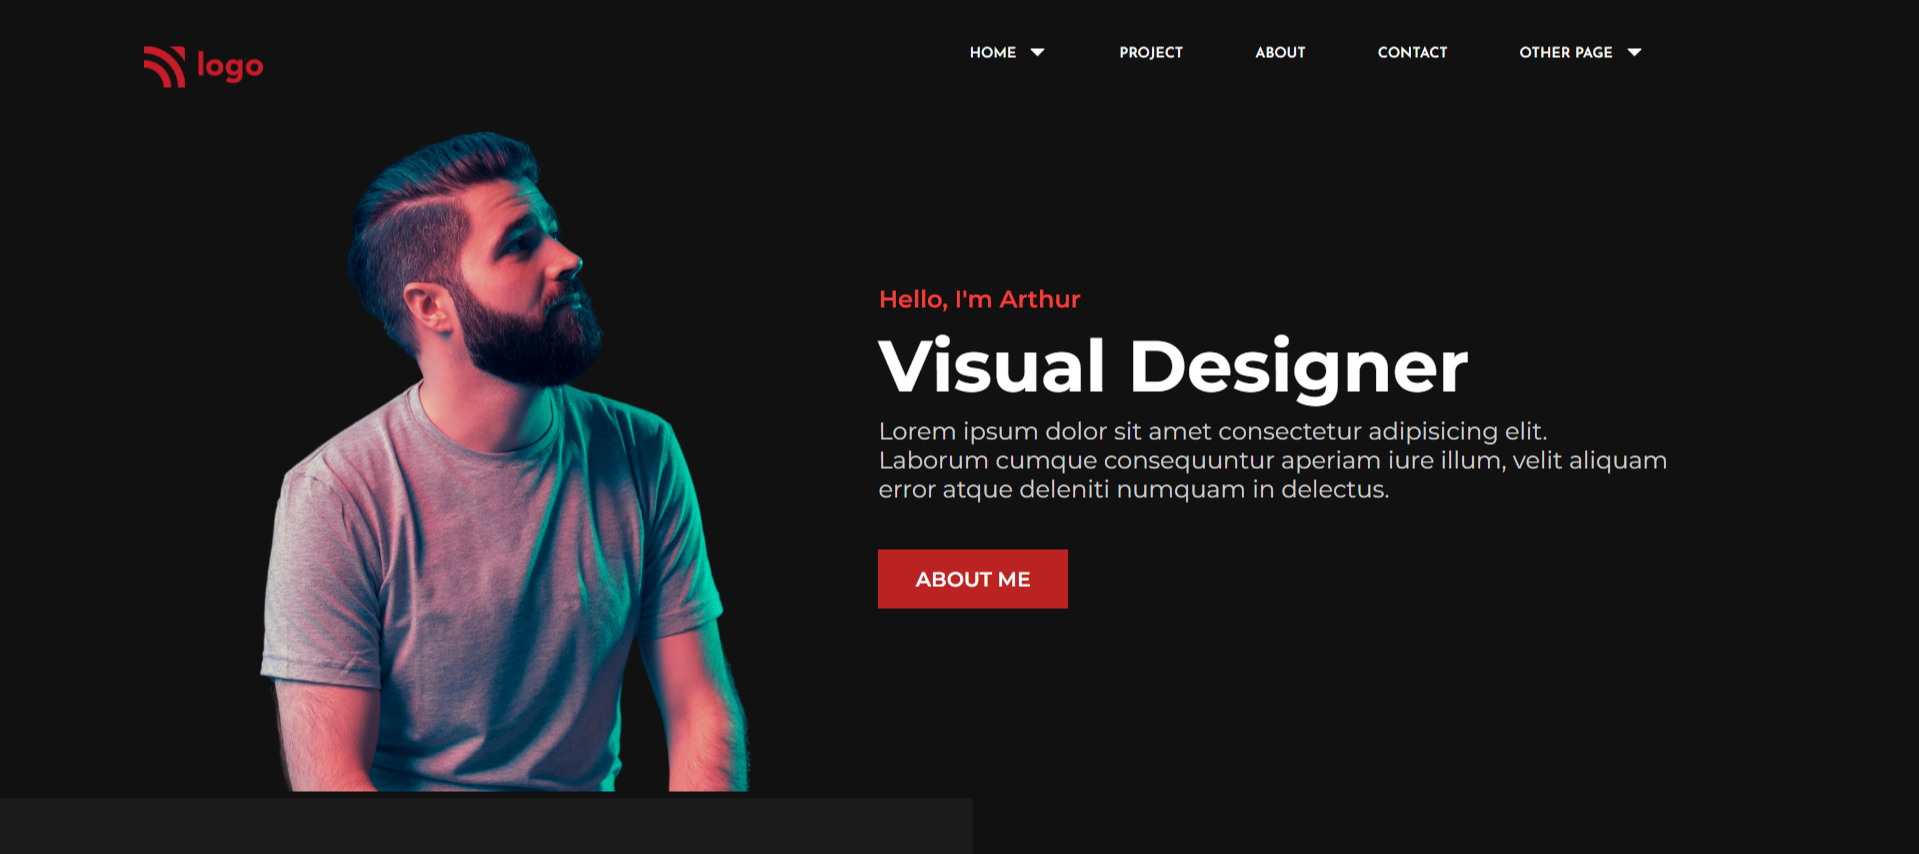 logo
HOME
PROJECT
ABOUT
CONTACT
OTHER PAGE
Hello, I'm Arthur
Visual Designer
Lorem ipsum dolor sit amet consectetur adipisicing elit.
Laborum cumque consequuntur aperiam iure illum, velit aliquam
error atque deleniti numquam in delectus.
ABOUT ME